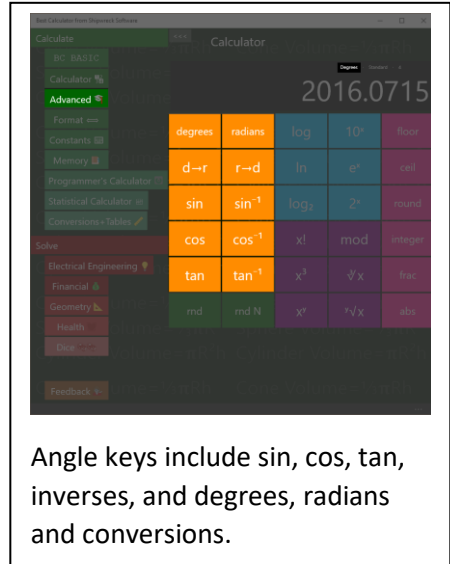 Best Calculator from Shipwreck Software
Calculate
<<<
Calculator
BC BASIC
Calculator
Advanced
Degrees Standard
2016.0715
Format
Constants
Memory
Programmer's Calculator
Statistical Calculator
Conversions+Tables
Solve
Electrical Engineering
Financial
Geometry
Health
Dice
Feedback
degrees radians log 10ˣ floor
d→r r→d ln eˣ ceil
sin sin⁻¹ log₂ 2ˣ round
cos cos⁻¹ x! mod integer
tan tan⁻¹ x³ ∛x frac
rnd rnd N xʸ ʸ√x abs
Angle keys include sin, cos, tan,
inverses, and degrees, radians
and conversions.